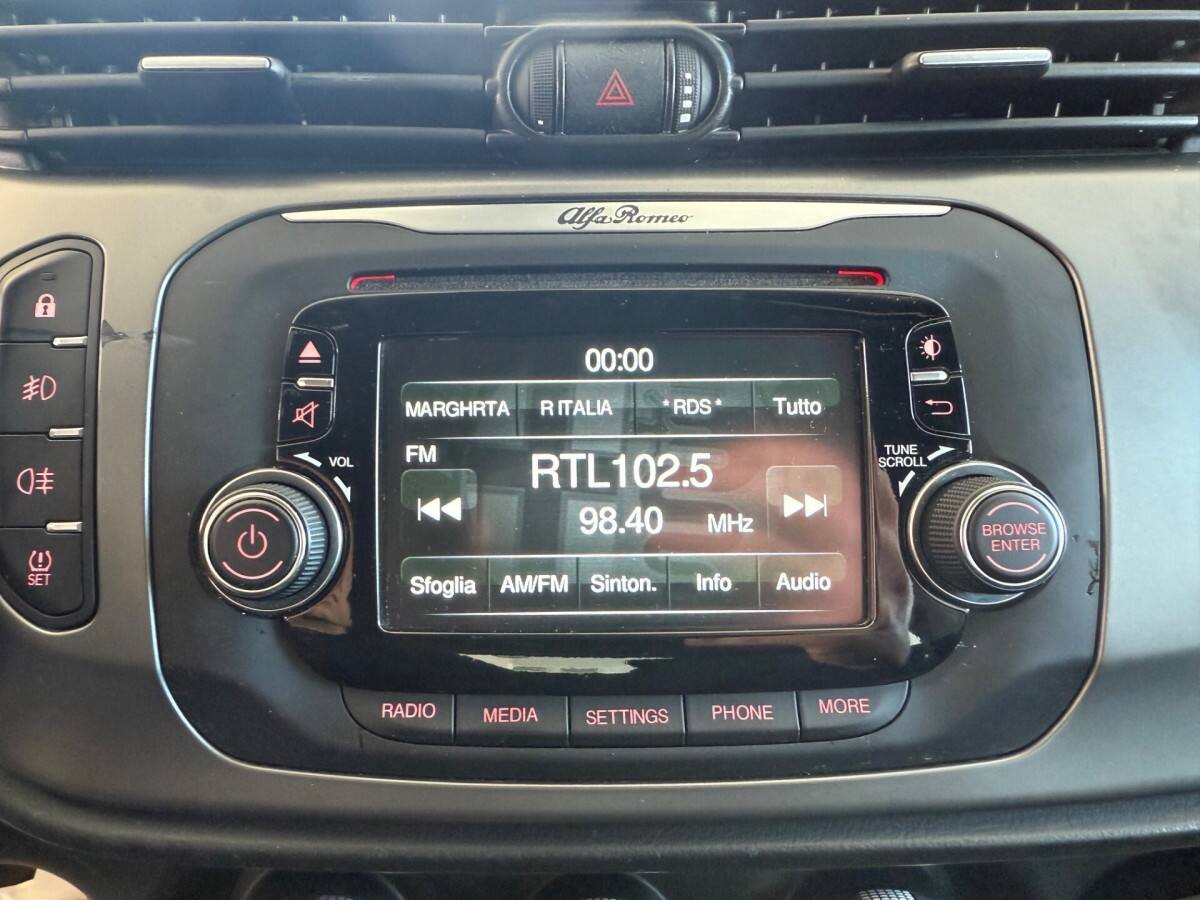 Alfa Romeo
00:00
MARGHRTA R ITALIA *RDS* Tutto
FM
RTL102.5
98.40 MHz
Sfoglia AM/FM Sinton. Info Audio
VOL
TUNE
SCROLL
BROWSE
ENTER
SET
RADIO MEDIA SETTINGS PHONE MORE